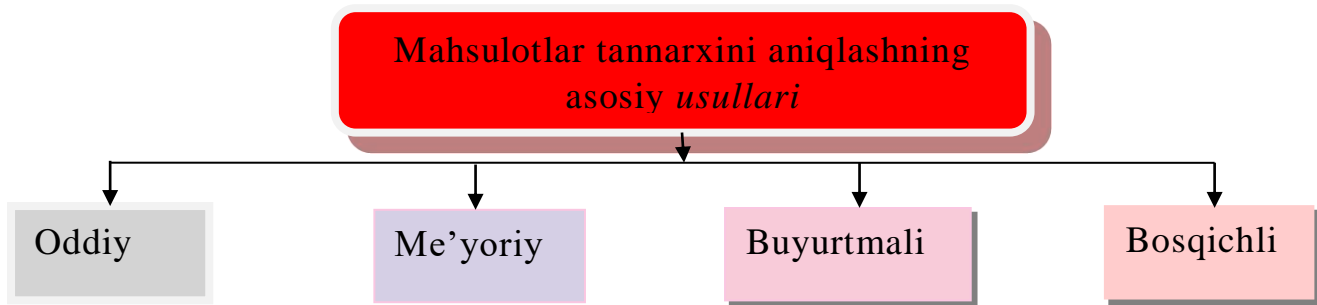 Mahsulotlar tannarxini aniqlashning
asosiy usullari
Oddiy
Me’yoriy
Buyurtmali
Bosqichli